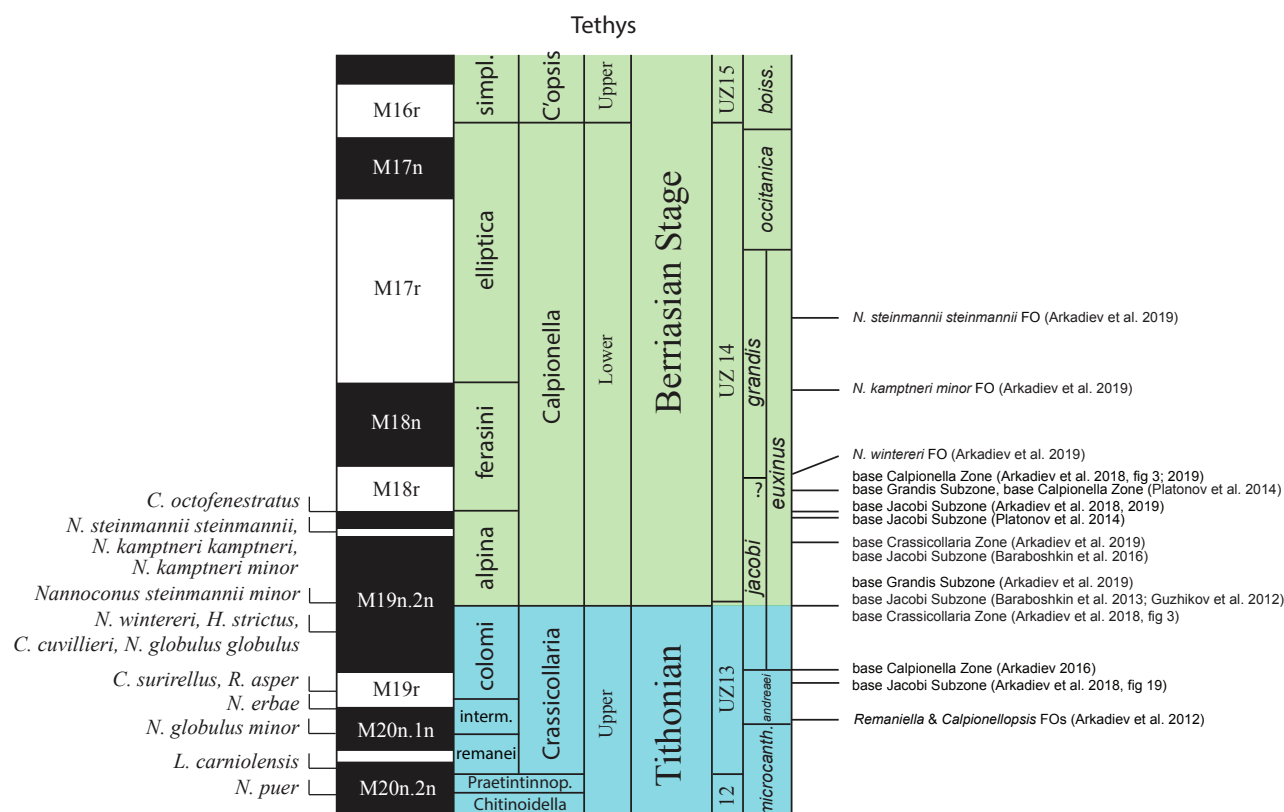 Tethys
M16r
M17n
M17r
M18n
M18r
M19n.2n
M19r
M20n.1n
M20n.2n
simpl.
elliptica
ferasini
alpina
colomi
interm.
remanei
Praetintinnop.
Chitinoidella
C'opsis
Calpionella
Crassicollaria
Upper
Lower
Upper
Berriasian Stage
Tithonian
UZ15
UZ 14
UZ13
12
boiss.
occitanica
grandis
?
jacobi
euxinus
andreaei
microcanth.
C. octofenestratus
N. steinmannii steinmannii,
N. kamptneri kamptneri,
N. kamptneri minor
Nannoconus steinmannii minor
N. wintereri, H. strictus,
C. cuvillieri, N. globulus globulus
C. surirellus, R. asper
N. erbae
N. globulus minor
L. carniolensis
N. puer
N. steinmannii steinmannii FO (Arkadiev et al. 2019)
N. kamptneri minor FO (Arkadiev et al. 2019)
N. wintereri FO (Arkadiev et al. 2019)
base Calpionella Zone (Arkadiev et al. 2018, fig 3; 2019)
base Grandis Subzone, base Calpionella Zone (Platonov et al. 2014)
base Jacobi Subzone (Arkadiev et al. 2018, 2019)
base Jacobi Subzone (Platonov et al. 2014)
base Crassicollaria Zone (Arkadiev et al. 2019)
base Jacobi Subzone (Baraboshkin et al. 2016)
base Grandis Subzone (Arkadiev et al. 2019)
base Jacobi Subzone (Baraboshkin et al. 2013; Guzhikov et al. 2012)
base Crassicollaria Zone (Arkadiev et al. 2018, fig 3)
base Calpionella Zone (Arkadiev 2016)
base Jacobi Subzone (Arkadiev et al. 2018, fig 19)
Remaniella & Calpionellopsis FOs (Arkadiev et al. 2012)